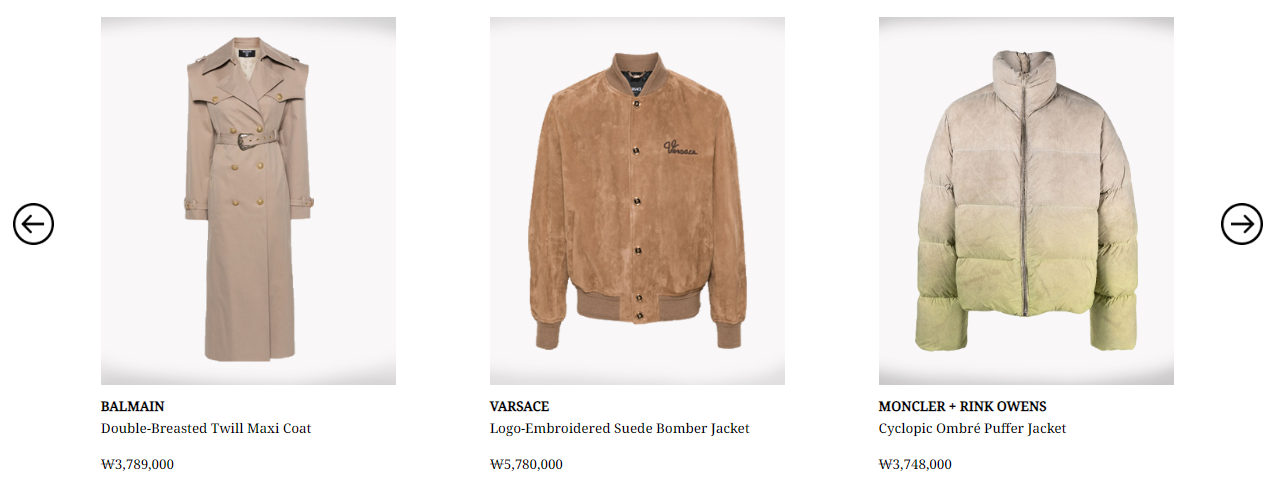 Versace
BALMAIN
Double-Breasted Twill Maxi Coat
₩3,789,000
VARSACE
Logo-Embroidered Suede Bomber Jacket
₩5,780,000
MONCLER + RINK OWENS
Cyclopic Ombré Puffer Jacket
₩3,748,000